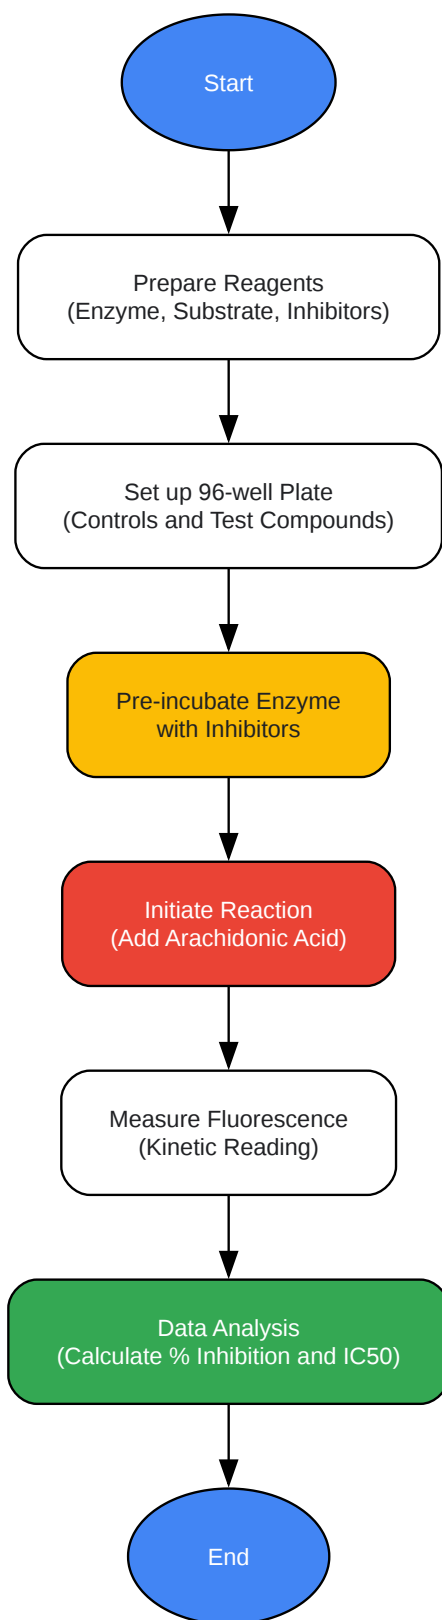 Start
Prepare Reagents
(Enzyme, Substrate, Inhibitors)
Set up 96-well Plate
(Controls and Test Compounds)
Pre-incubate Enzyme
with Inhibitors
Initiate Reaction
(Add Arachidonic Acid)
Measure Fluorescence
(Kinetic Reading)
Data Analysis
(Calculate % Inhibition and IC50)
End